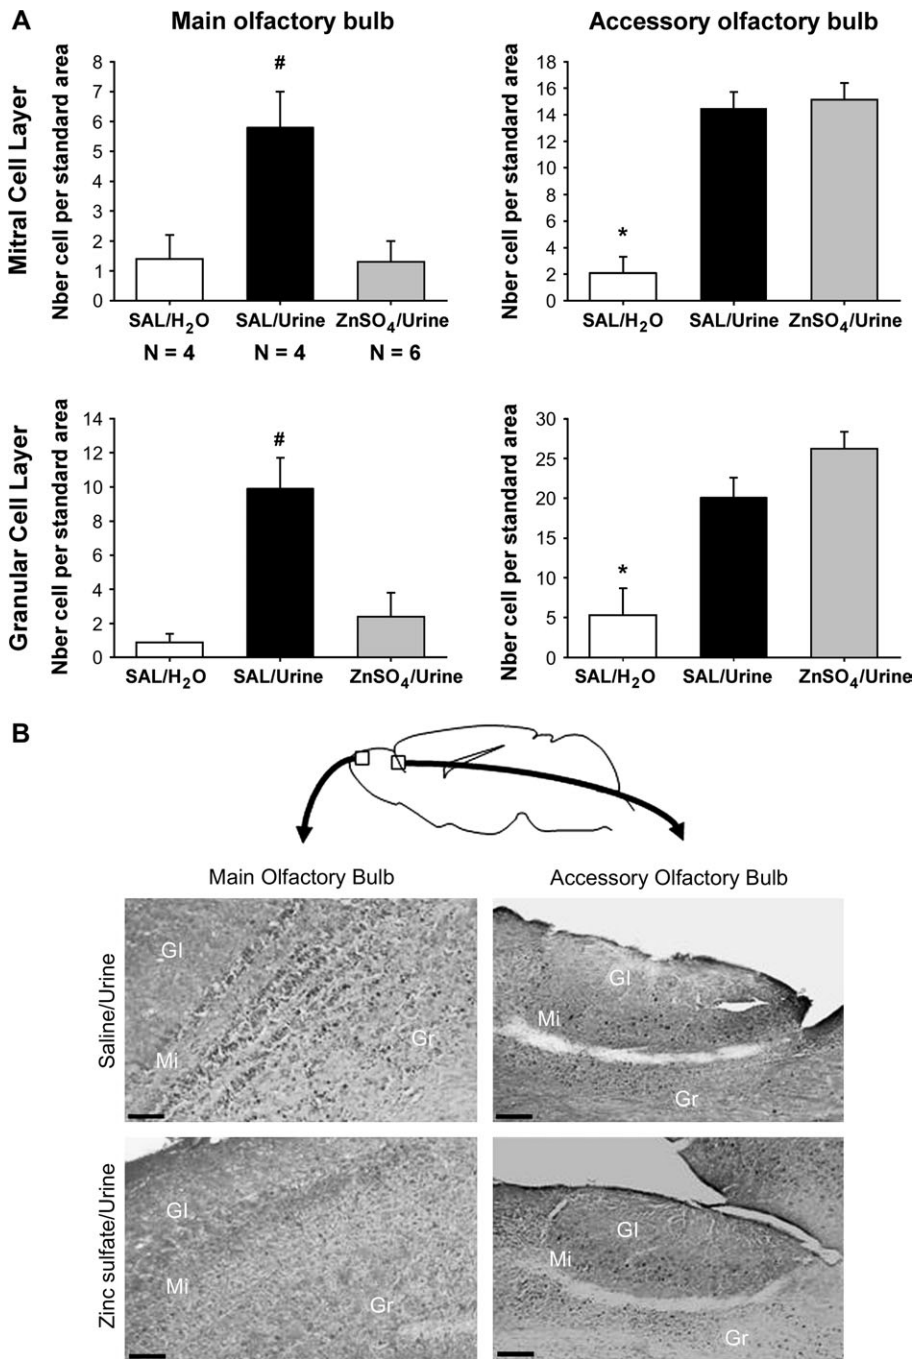 A
Main olfactory bulb
Accessory olfactory bulb
Mitral Cell Layer
Nber cell per standard area
8
7
6
5
4
3
2
1
0
#
SAL/H2O SAL/Urine ZnSO4/Urine
N = 4 N = 4 N = 6
Nber cell per standard area
18
16
14
12
10
8
6
4
2
0
*
SAL/H2O SAL/Urine ZnSO4/Urine
Granular Cell Layer
Nber cell per standard area
14
12
10
8
6
4
2
0
#
SAL/H2O SAL/Urine ZnSO4/Urine
Nber cell per standard area
30
25
20
15
10
5
0
*
SAL/H2O SAL/Urine ZnSO4/Urine
B
Main Olfactory Bulb
Accessory Olfactory Bulb
Saline/Urine
Gl
Mi
Gr
Gl
Mi
Gr
Zinc sulfate/Urine
Gl
Mi
Gr
Gl
Mi
Gr